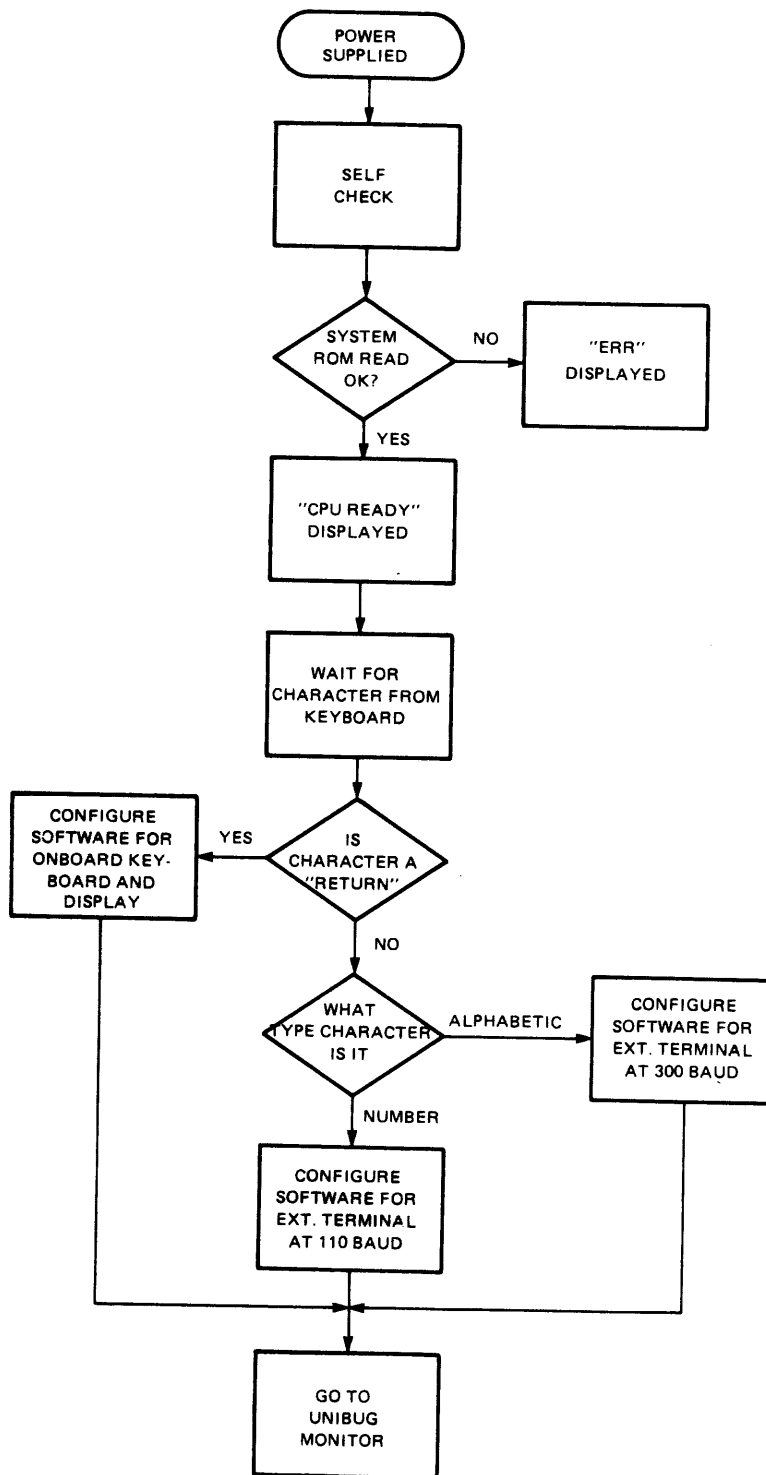 POWER
SUPPLIED
SELF
CHECK
SYSTEM
ROM READ
OK?
NO
"ERR"
DISPLAYED
YES
"CPU READY"
DISPLAYED
WAIT FOR
CHARACTER FROM
KEYBOARD
CONFIGURE
SOFTWARE FOR
ONBOARD KEY-
BOARD AND
DISPLAY
YES
IS
CHARACTER A
"RETURN"
NO
WHAT
TYPE CHARACTER
IS IT
ALPHABETIC
CONFIGURE
SOFTWARE FOR
EXT. TERMINAL
AT 300 BAUD
NUMBER
CONFIGURE
SOFTWARE FOR
EXT. TERMINAL
AT 110 BAUD
GO TO
UNIBUG
MONITOR